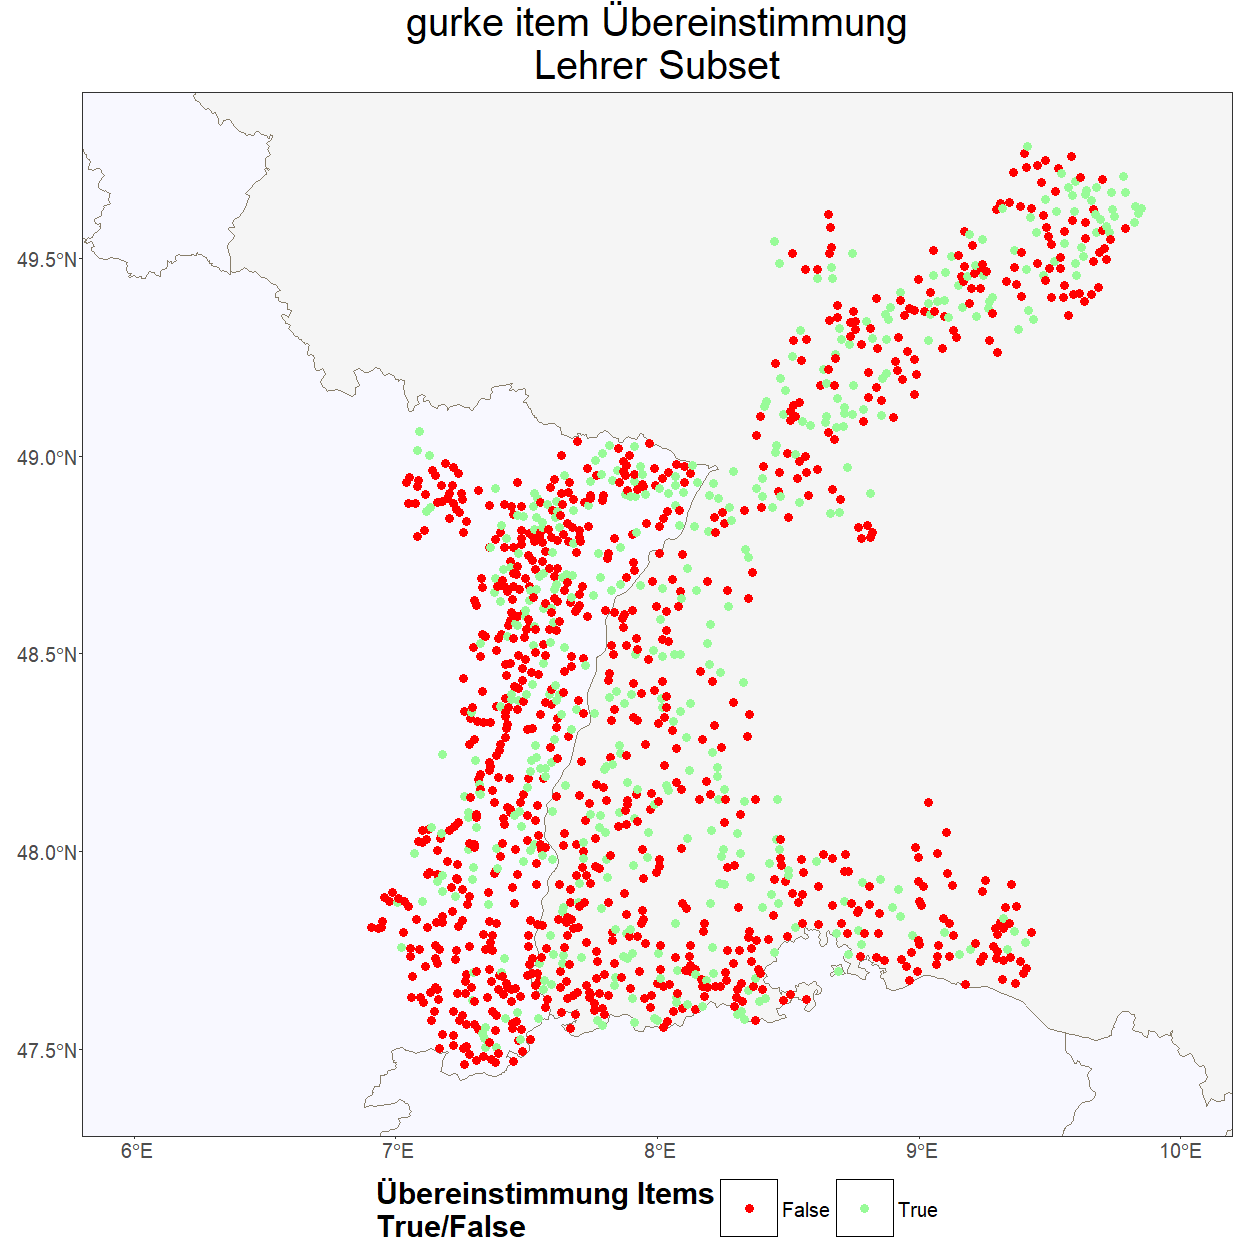 gurke item Übereinstimmung
Lehrer Subset
49.5°N
49.0°N
48.5°N
48.0°N
47.5°N
6°E
7°E
8°E
9°E
10°E
Übereinstimmung Items
True/False
False
True